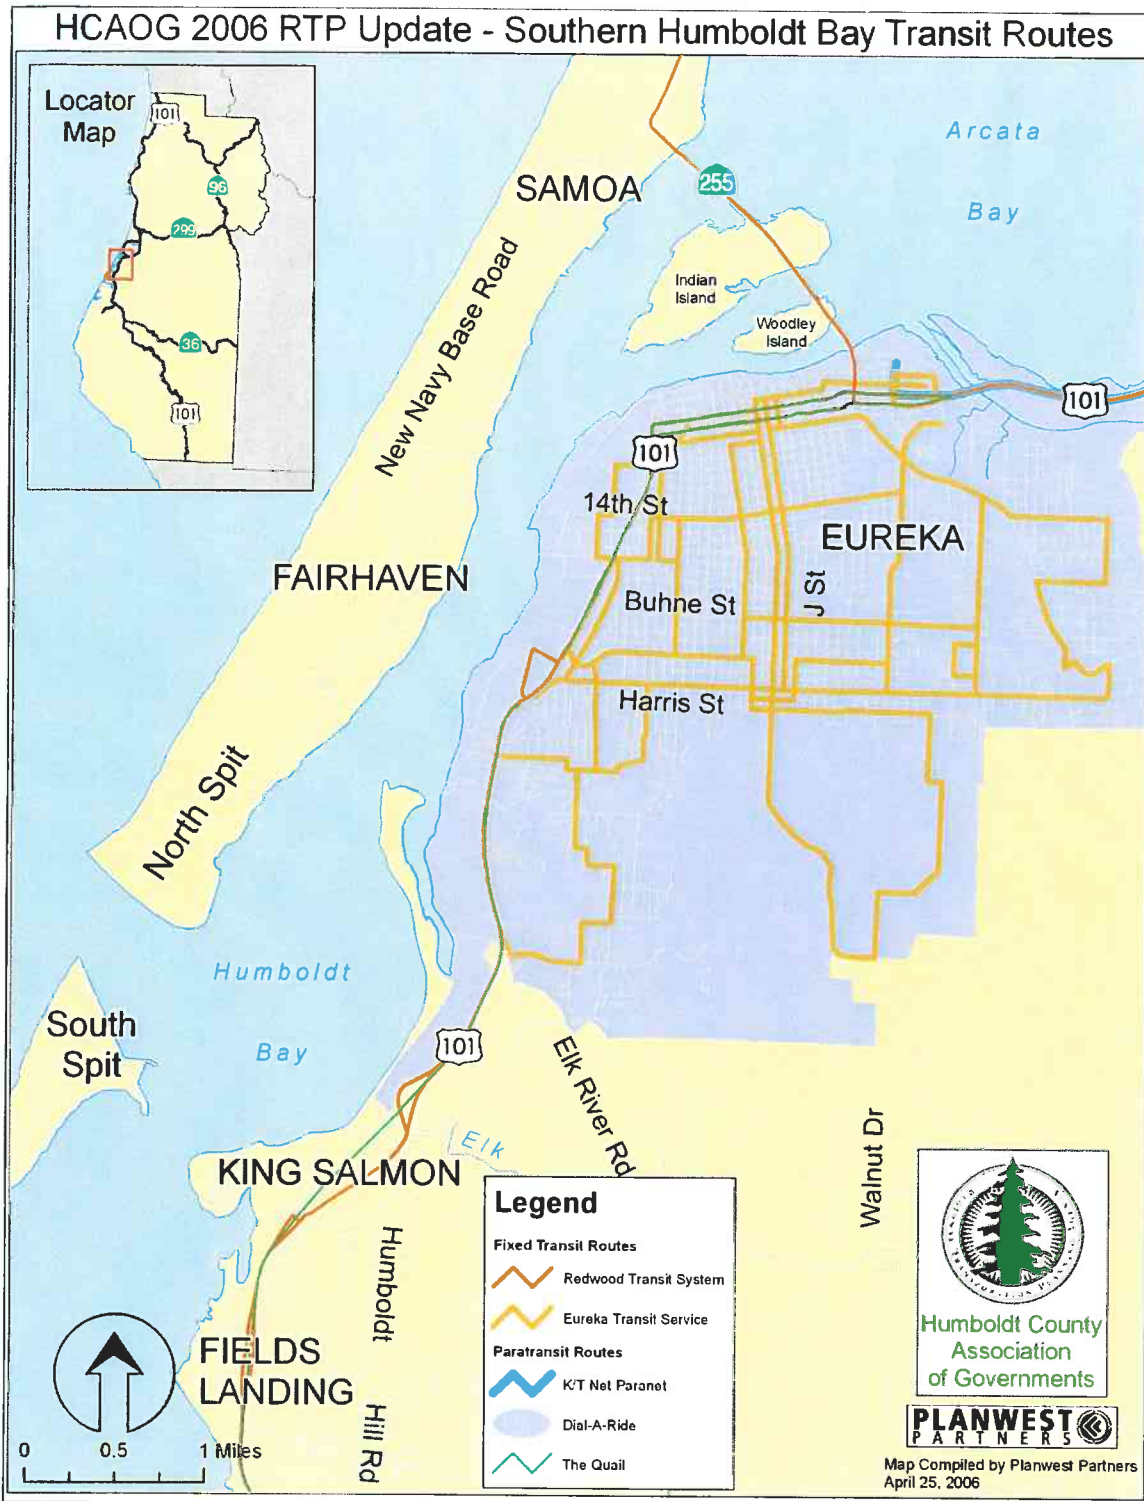 HCAOG 2006 RTP Update - Southern Humboldt Bay Transit Routes
Locator
Map
101
96
299
36
101
Arcata
Bay
SAMOA
255
Indian
Island
Woodley
Island
New Navy Base Road
101
101
14th St
EUREKA
FAIRHAVEN
J St
Buhne St
Harris St
North Spit
Humboldt
Bay
South
Spit
101
Elk River Rd
Elk
Walnut Dr
KING SALMON
Humboldt
Hill Rd
FIELDS
LANDING
0 0.5 1 Miles
Legend
Fixed Transit Routes
Redwood Transit System
Eureka Transit Service
Paratransit Routes
K/T Net Paranet
Dial-A-Ride
The Quail
Humboldt County
Association
of Governments
PLANWEST
PARTNERS
Map Compiled by Planwest Partners
April 25, 2006